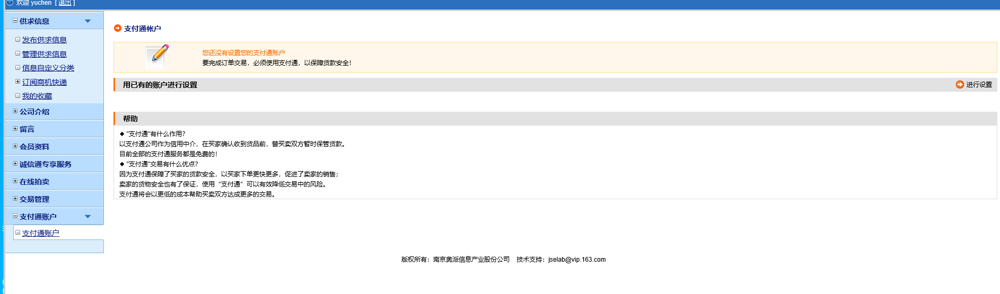 欢迎 yuchen [ 退出 ]
供求信息
发布供求信息
管理供求信息
信息自定义分类
订阅商机快递
我的收藏
公司介绍
留言
会员资料
诚信通专享服务
在线拍卖
交易管理
支付通账户
支付通账户
支付通帐户
您还没有设置您的支付通账户
要完成订单交易，必须使用支付通，以保障货款安全！
用已有的账户进行设置
进行设置
帮助
◆ "支付通"有什么作用？
以支付通公司作为信用中介，在买家确认收到货品前，替买卖双方暂时保管货款。
目前全部的支付通服务都是免费的！
◆ "支付通"交易有什么优点？
因为支付通保障了买家的货款安全，以买家下单更快更多，促进了卖家的销售；
卖家的货物安全也有了保证，使用“支付通”可以有效降低交易中的风险。
支付通将会以更低的成本帮助买卖双方达成更多的交易。
版权所有：南京奥派信息产业股份公司 技术支持：jselab@vip.163.com